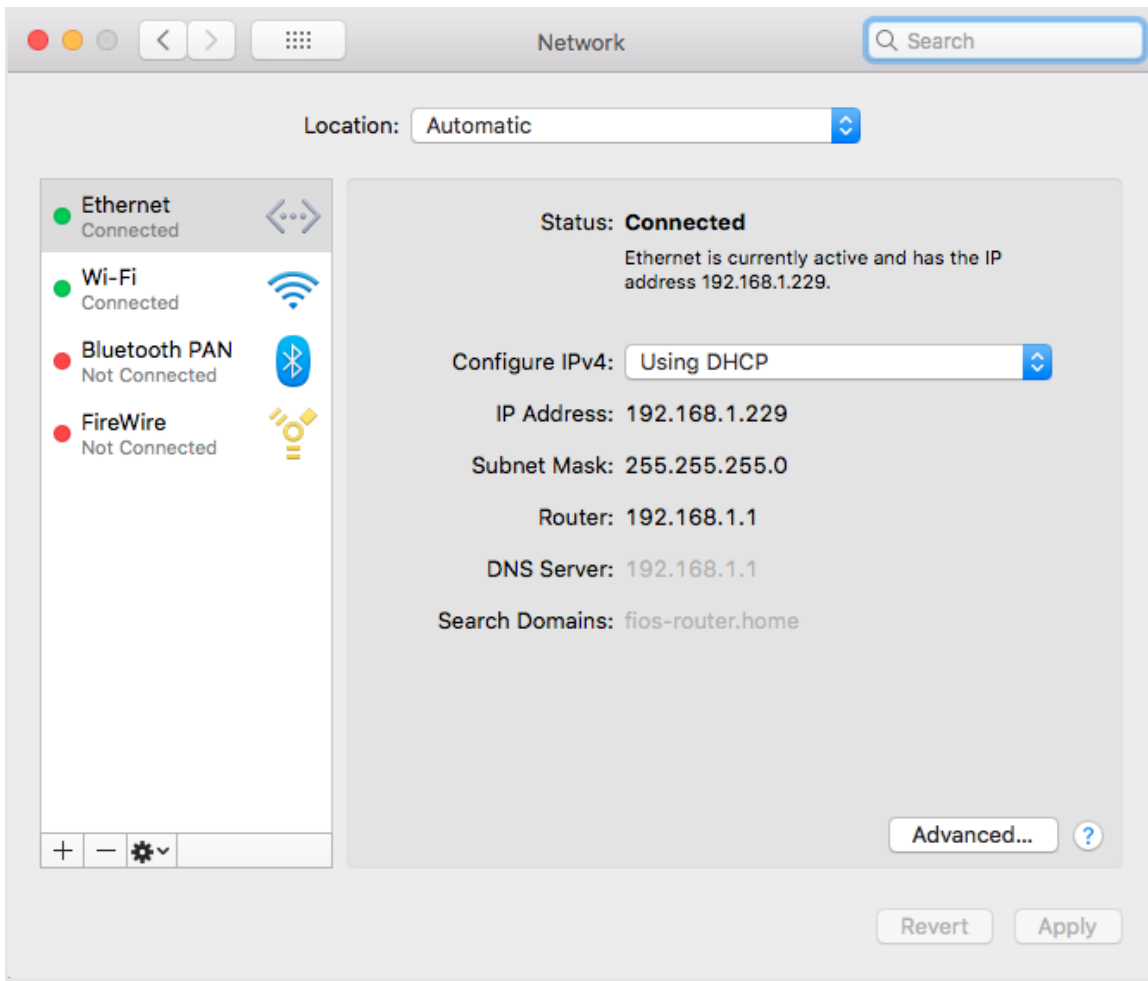 Network
Search
Location: Automatic
Ethernet
Connected
Wi-Fi
Connected
Bluetooth PAN
Not Connected
FireWire
Not Connected
Status: Connected
Ethernet is currently active and has the IP
address 192.168.1.229.
Configure IPv4: Using DHCP
IP Address: 192.168.1.229
Subnet Mask: 255.255.255.0
Router: 192.168.1.1
DNS Server: 192.168.1.1
Search Domains: fios-router.home
Advanced... ?
Revert Apply